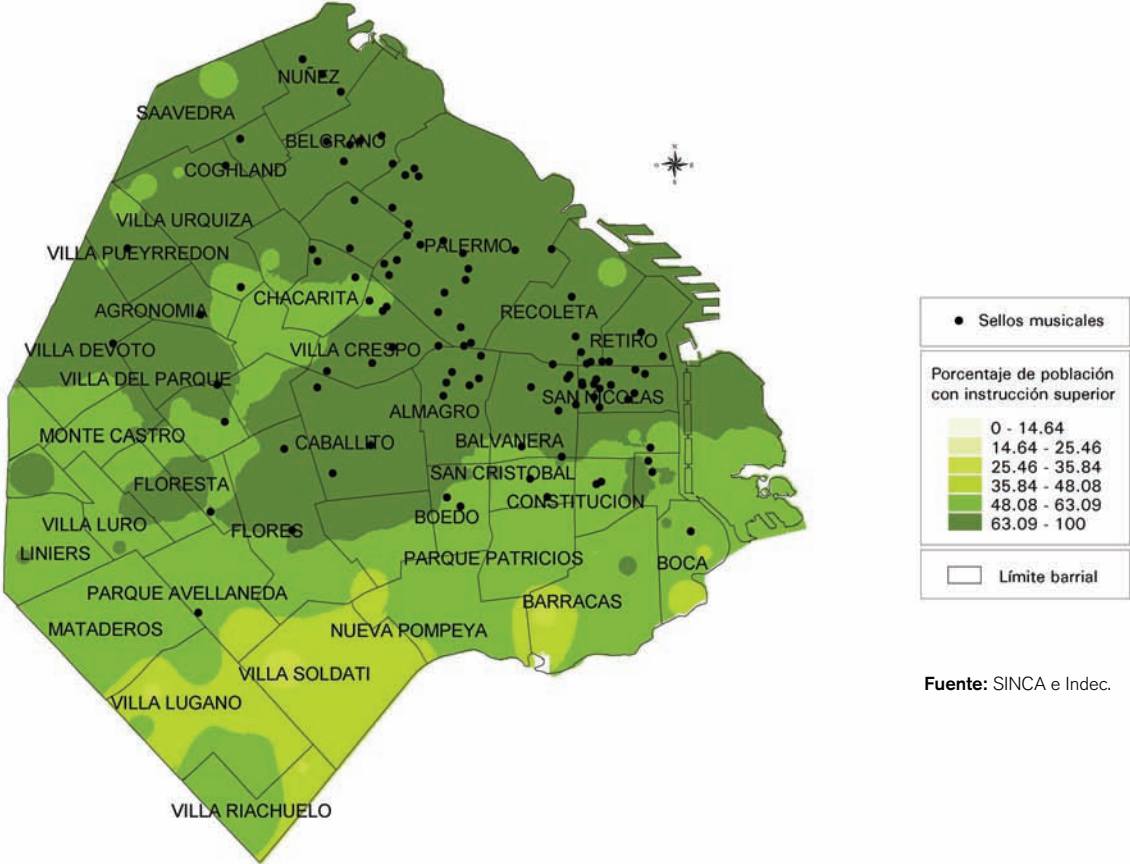 NUÑEZ
SAAVEDRA
BELGRANO
COGHLAND
VILLA URQUIZA
VILLA PUEYRREDON
PALERMO
CHACARITA
AGRONOMIA
RECOLETA
RETIRO
VILLA DEVOTO
VILLA CRESPO
VILLA DEL PARQUE
SAN NICOLAS
ALMAGRO
MONTE CASTRO
CABALLITO
BALVANERA
SAN CRISTOBAL
FLORESTA
CONSTITUCION
BOEDO
VILLA LURO
FLORES
LINIERS
PARQUE PATRICIOS
BOCA
PARQUE AVELLANEDA
BARRACAS
MATADEROS
NUEVA POMPEYA
VILLA SOLDATI
VILLA LUGANO
VILLA RIACHUELO
Sellos musicales
Porcentaje de población
con instrucción superior
0 - 14.64
14.64 - 25.46
25.46 - 35.84
35.84 - 48.08
48.08 - 63.09
63.09 - 100
Límite barrial
Fuente: SINCA e Indec.